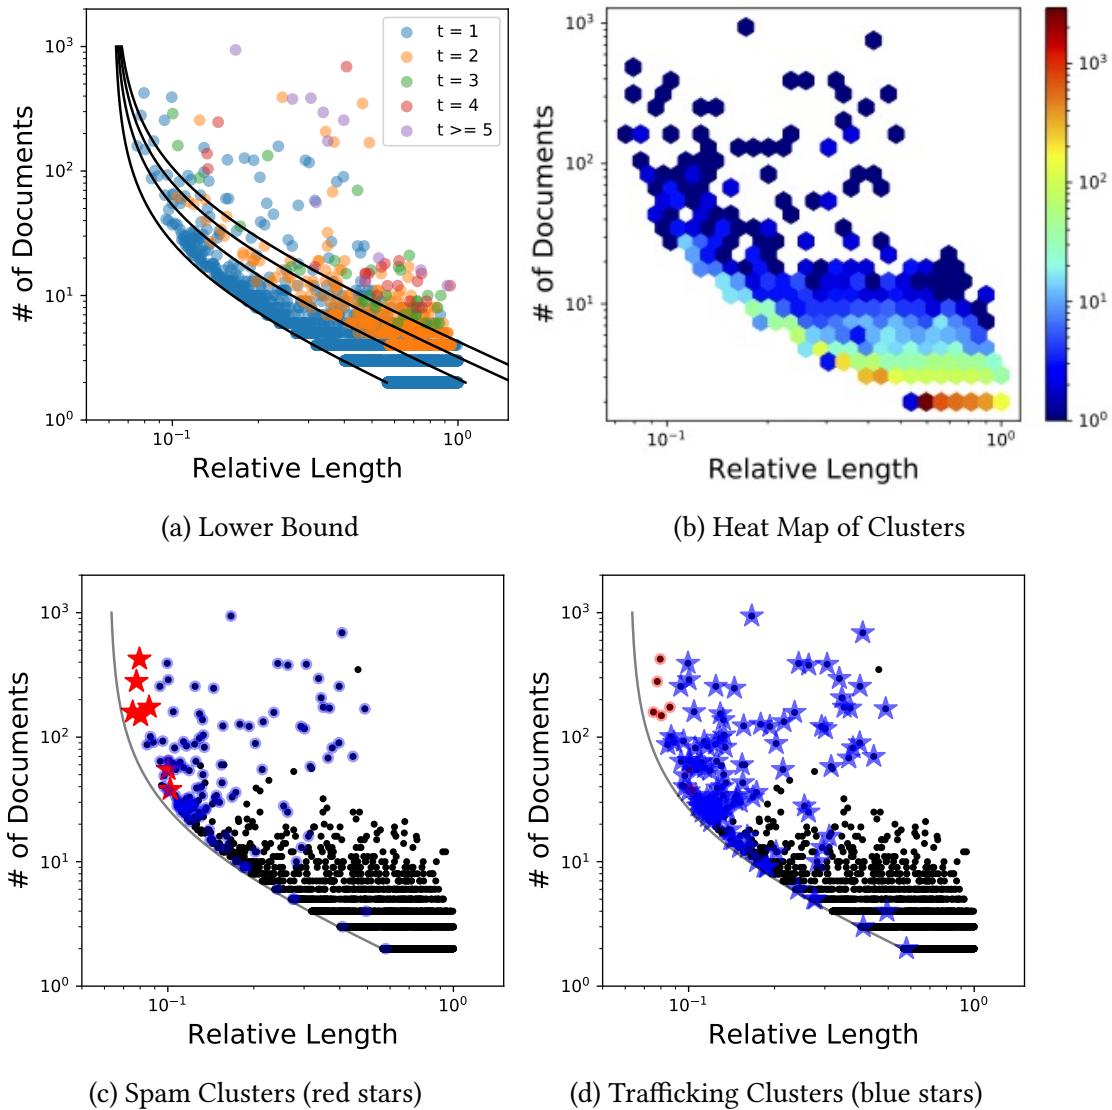 t = 1
t = 2
t = 3
t = 4
t >= 5
10³
10²
10¹
10⁰
# of Documents
10⁻¹
10⁰
Relative Length
(a) Lower Bound
10³
10²
10¹
# of Documents
10⁻¹
10⁰
Relative Length
10³
10²
10¹
10⁰
(b) Heat Map of Clusters
10³
10²
10¹
10⁰
# of Documents
10⁻¹
10⁰
Relative Length
(c) Spam Clusters (red stars)
10³
10²
10¹
10⁰
# of Documents
10⁻¹
10⁰
Relative Length
(d) Trafficking Clusters (blue stars)